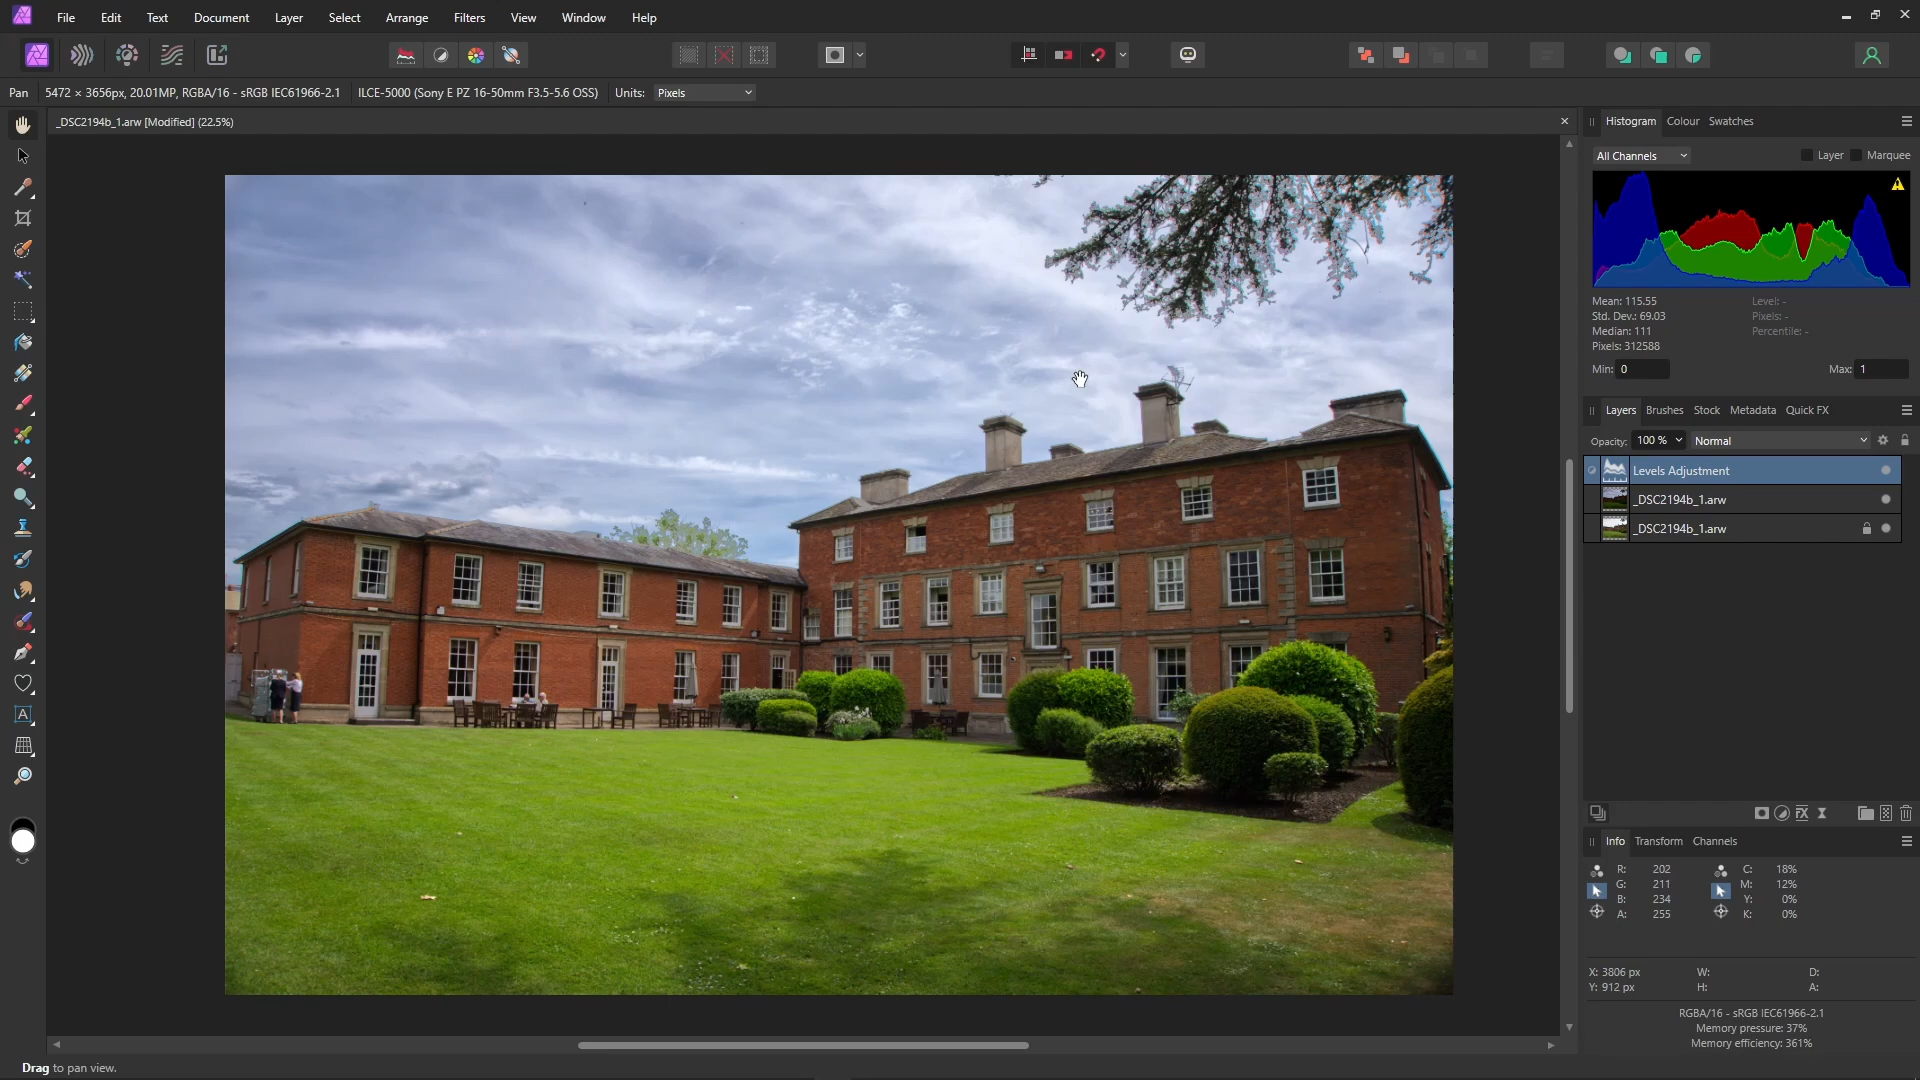 File Edit Text Document Layer Select Arrange Filters View Window Help
Pan 5472 × 3656px, 20.01MP, RGBA/16 - sRGB IEC61966-2.1 ILCE-5000 (Sony E PZ 16-50mm F3.5-5.6 OSS) Units: Pixels
_DSC2194b_1.arw [Modified] (22.5%)
Histogram Colour Swatches
All Channels Layer Marquee
Mean: 115.55 Level: -
Std. Dev.: 69.03 Pixels: -
Median: 111 Percentile: -
Pixels: 312588
Min: 0 Max: 1
Layers Brushes Stock Metadata Quick FX
Opacity: 100 % Normal
Levels Adjustment
_DSC2194b_1.arw
_DSC2194b_1.arw
Info Transform Channels
R: 202 C: 18%
G: 211 M: 12%
B: 234 Y: 0%
A: 255 K: 0%
X: 3806 px W: D:
Y: 912 px H: A:
RGBA/16 - sRGB IEC61966-2.1
Memory pressure: 37%
Memory efficiency: 361%
Drag to pan view.